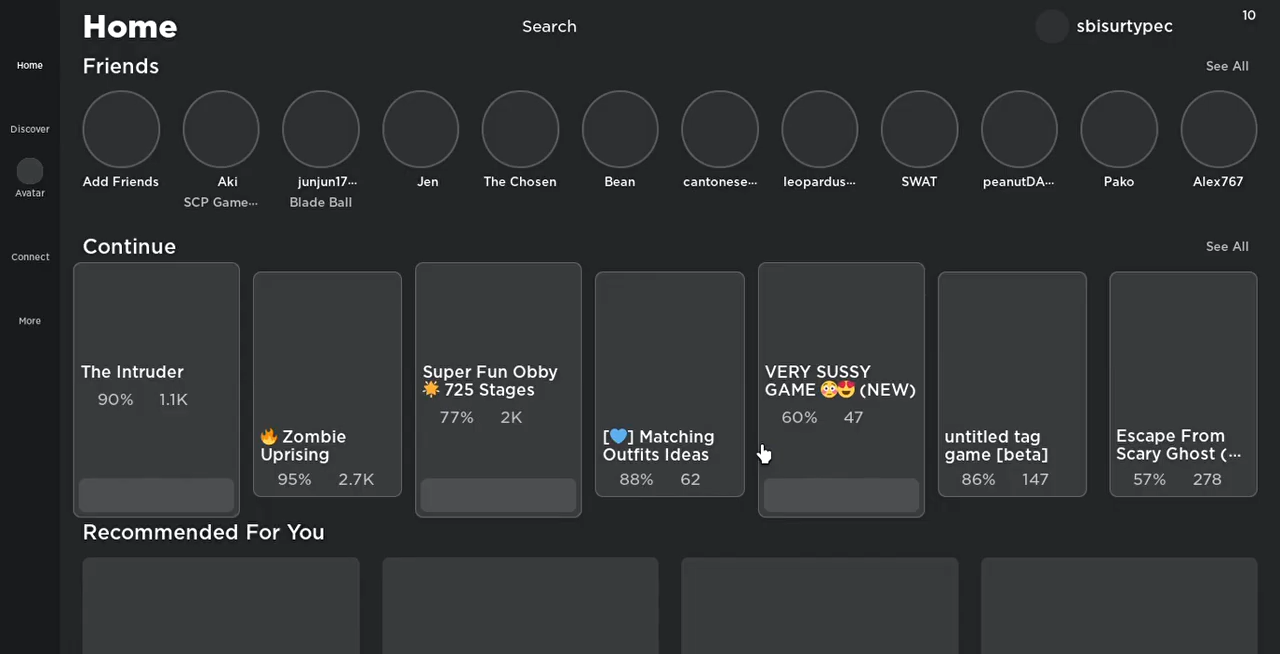 Home
Search
sbisurtypec
10
Home
Discover
Avatar
Connect
More
Friends
See All
Add Friends
Aki
SCP Game...
junjun17...
Blade Ball
Jen
The Chosen
Bean
cantonese...
leopardus...
SWAT
peanutDA...
Pako
Alex767
Continue
See All
The Intruder
90% 1.1K
🔥 Zombie
Uprising
95% 2.7K
Super Fun Obby
☀️ 725 Stages
77% 2K
[💙] Matching
Outfits Ideas
88% 62
VERY SUSSY
GAME 😳😍 (NEW)
60% 47
untitled tag
game [beta]
86% 147
Escape From
Scary Ghost (...
57% 278
Recommended For You